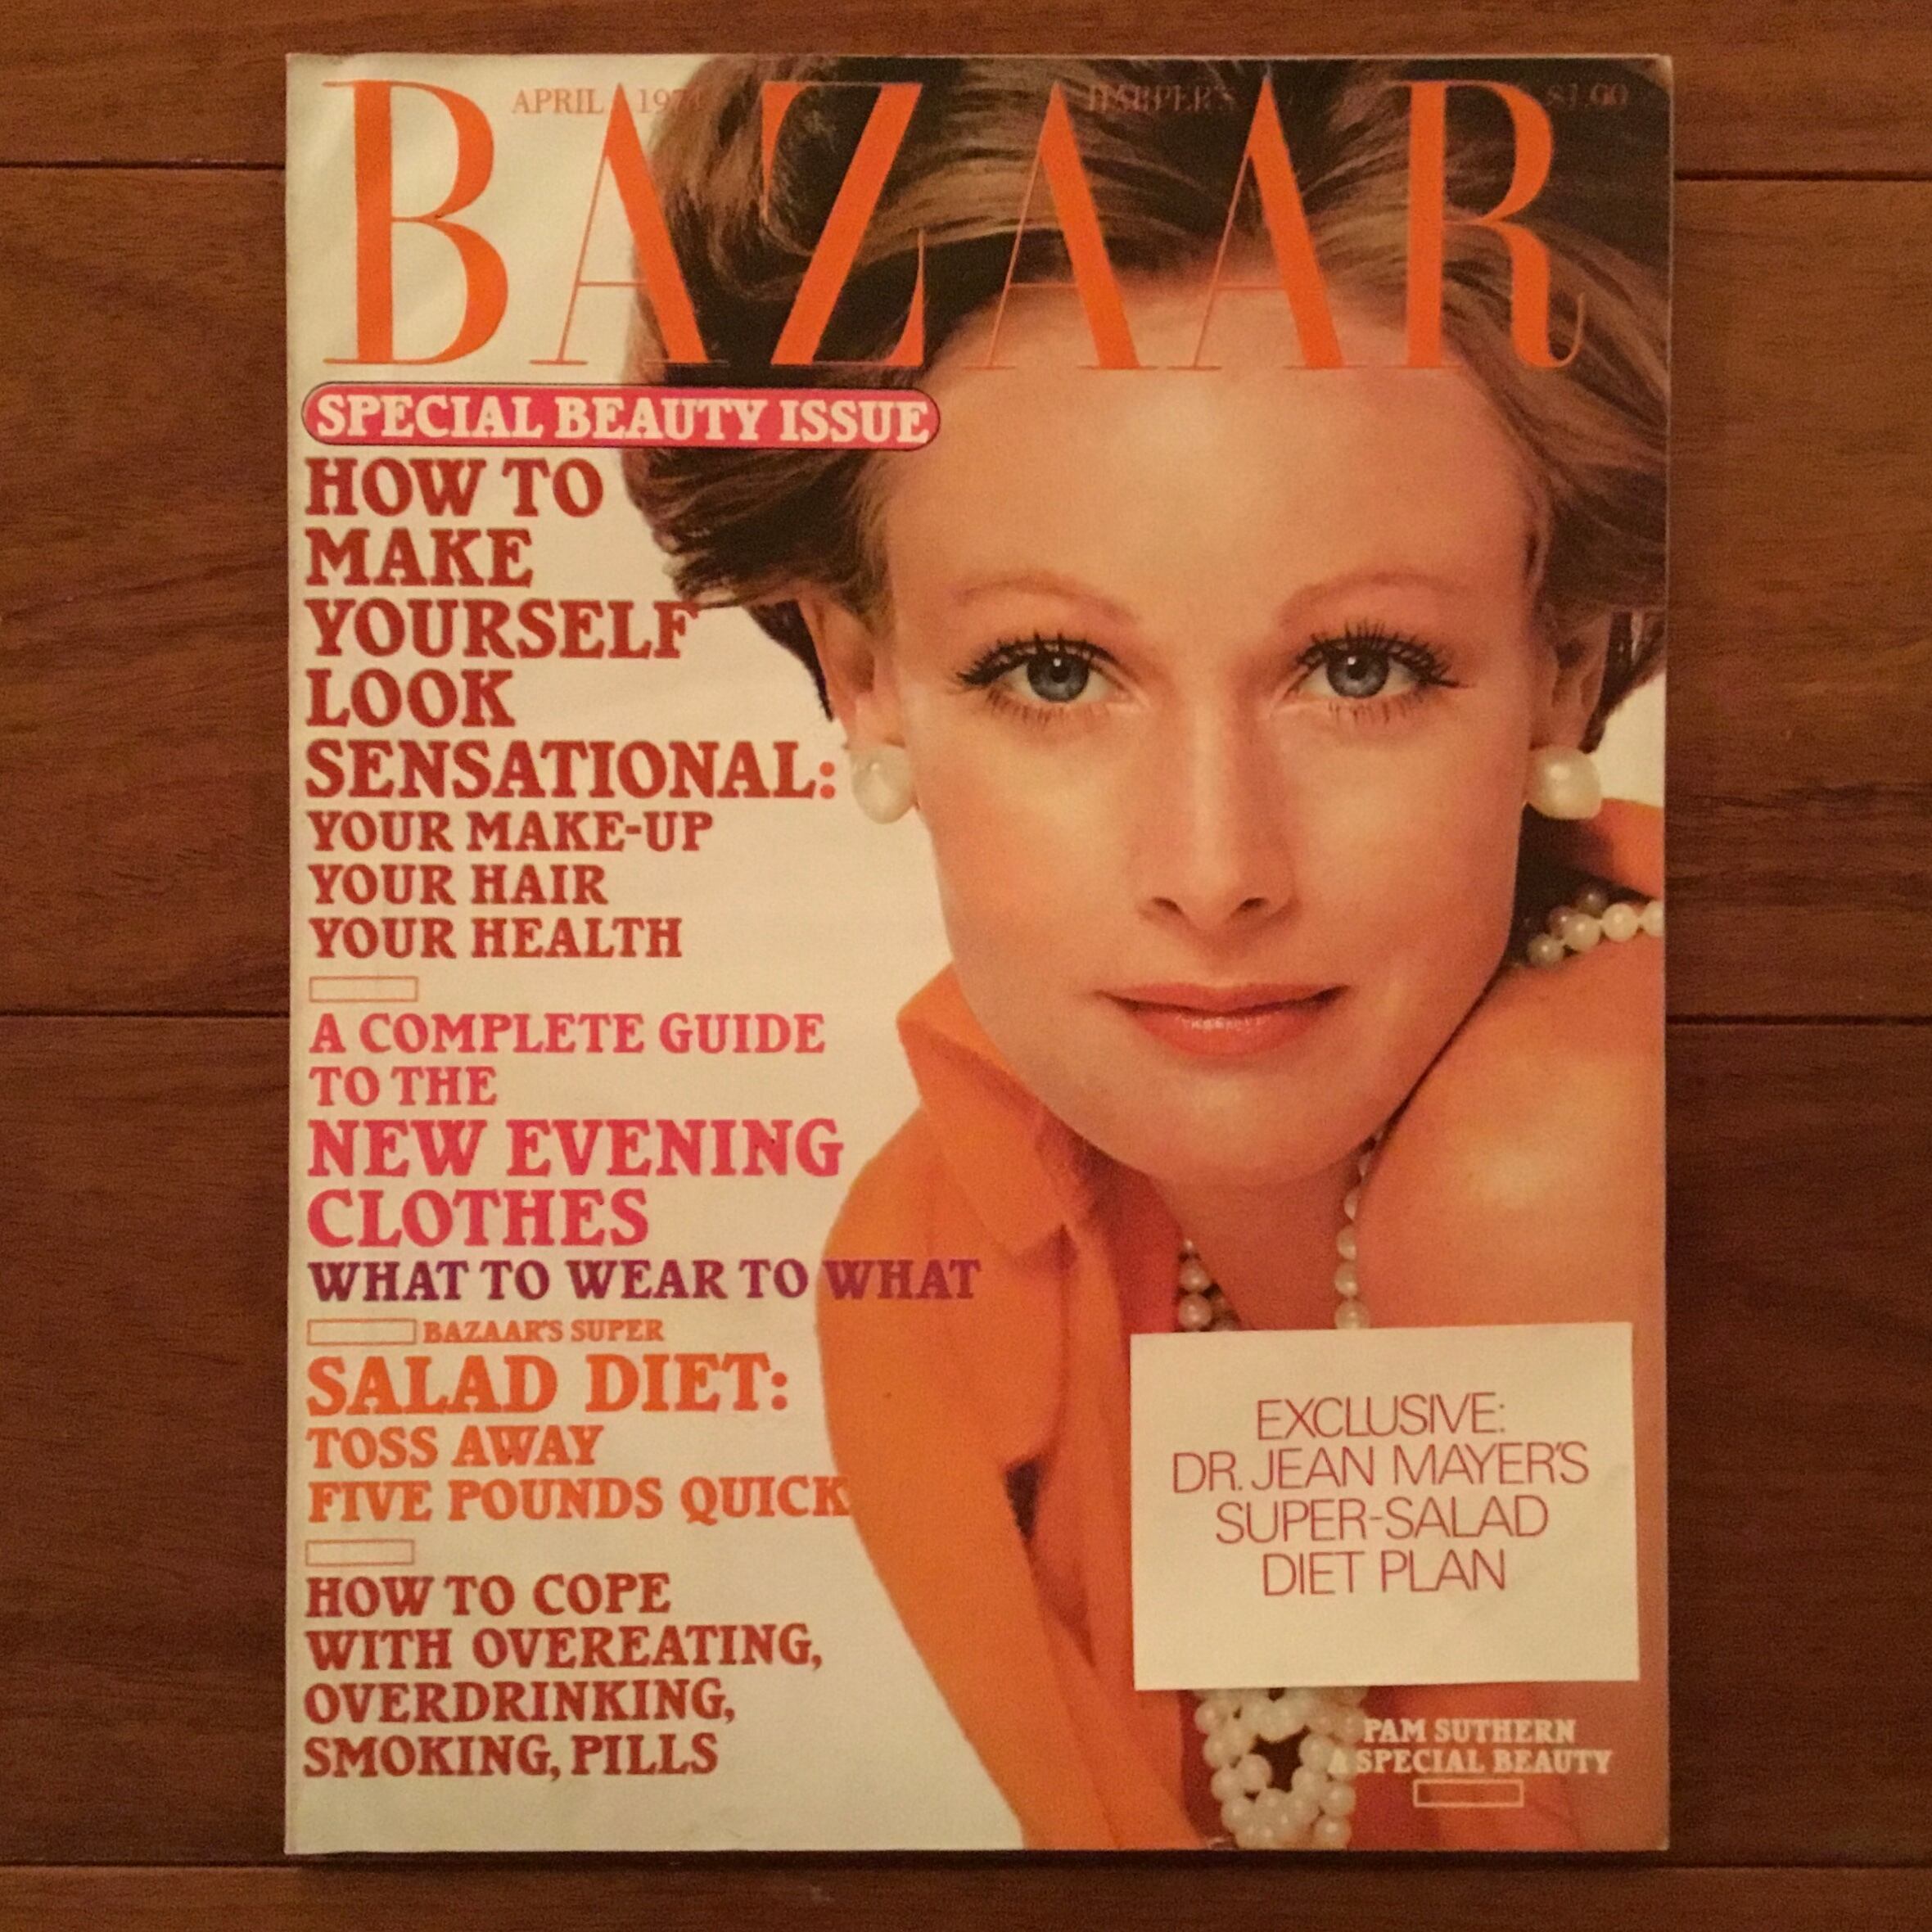 BAZAAR
APRIL
HARPER'S
$1.00
SPECIAL BEAUTY ISSUE
HOW TO
MAKE
YOURSELF
LOOK
SENSATIONAL:
YOUR MAKE-UP
YOUR HAIR
YOUR HEALTH
A COMPLETE GUIDE
TO THE
NEW EVENING
CLOTHES
WHAT TO WEAR TO WHAT
BAZAAR'S SUPER
SALAD DIET:
TOSS AWAY
FIVE POUNDS QUICK
HOW TO COPE
WITH OVEREATING,
OVERDRINKING,
SMOKING, PILLS
EXCLUSIVE:
DR. JEAN MAYER'S
SUPER-SALAD
DIET PLAN
PAM SUTHERN
A SPECIAL BEAUTY